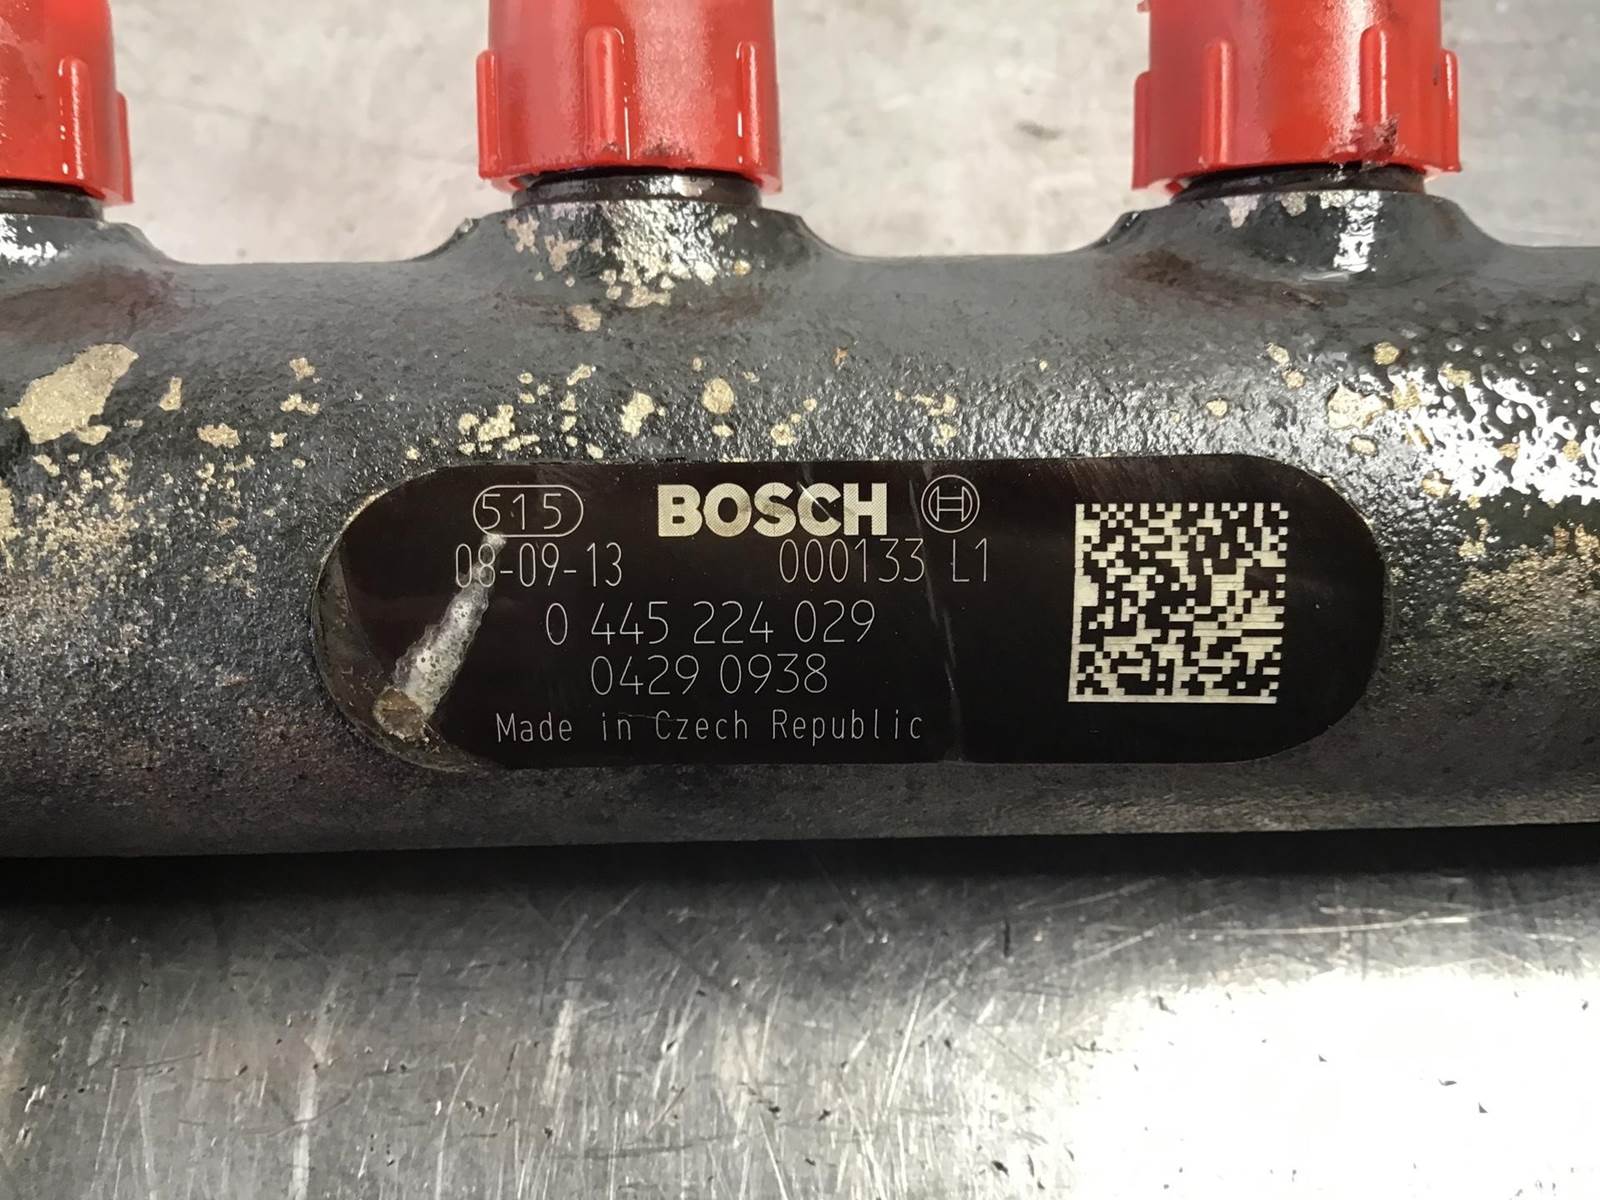 515 BOSCH
08-09-13 000133 L1
0 445 224 029
0429 0938
Made in Czech Republic